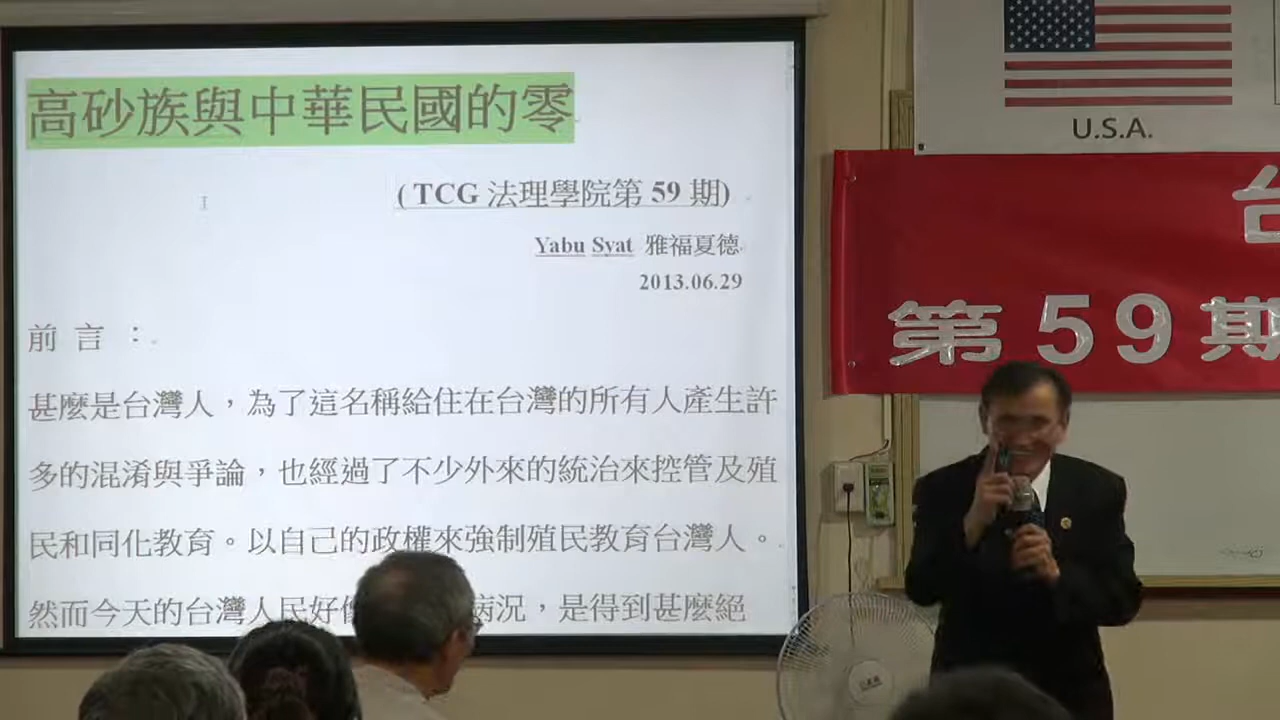 高砂族與中華民國的零
( TCG 法理學院第 59 期)
Yabu Syat 雅福夏德
2013.06.29
前 言 ：
甚麼是台灣人，為了這名稱給住在台灣的所有人產生許
多的混淆與爭論，也經過了不少外來的統治來控管及殖
民和同化教育。以自己的政權來強制殖民教育台灣人。
然而今天的台灣人民好像病況，是得到甚麼絕
U.S.A.
台
第 59 期